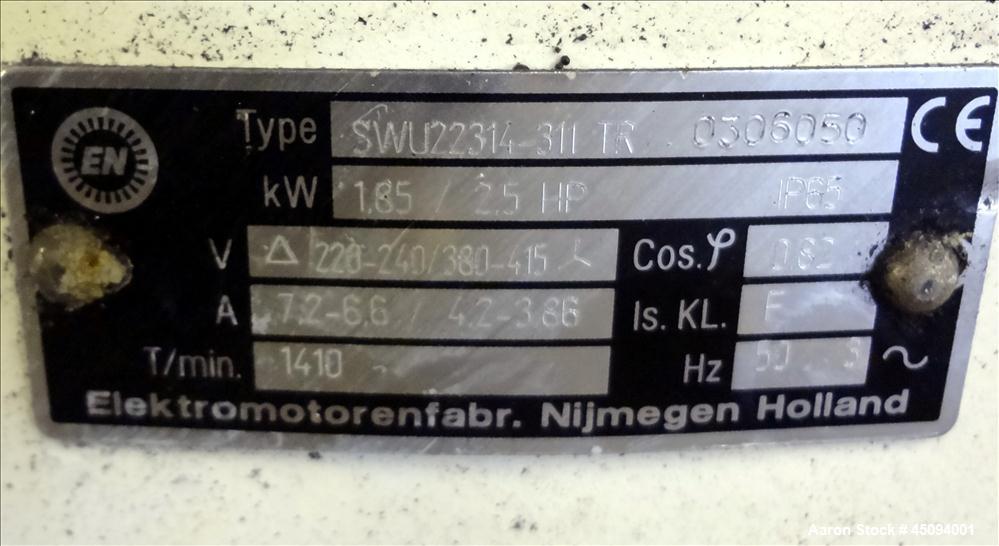 EN
Type SWU22314-311 TR 0306050 CE
kW 1,85 / 2,5 HP IP65
V Δ 220-240/380-415 Cos.φ 0.82
A 7,2-6,6 / 4,2-3,86 Is. KL. F
T/min. 1410 - Hz 50 3 ~
Elektromotorenfabr. Nijmegen Holland
Aaron Stock # 45094001